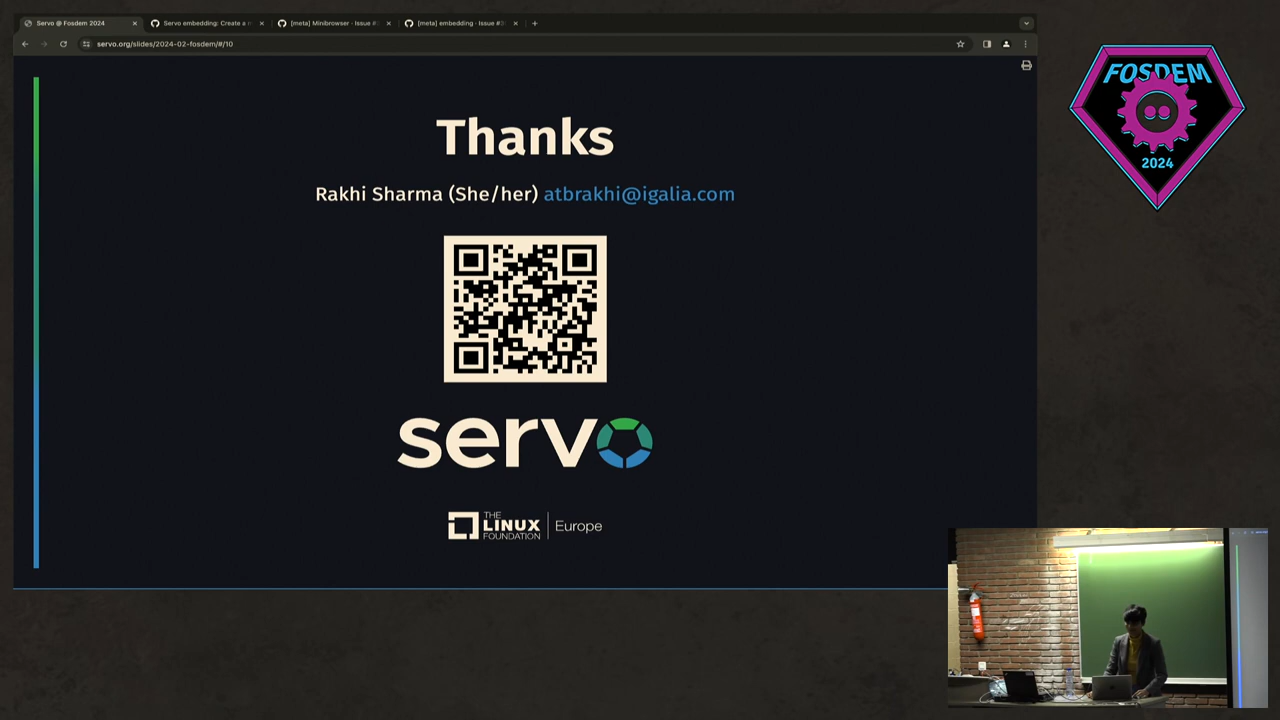 Servo @ Fosdem 2024
Servo embedding: Create a
[meta] Minibrowser · Issue #
[meta] embedding · Issue #
servo.org/slides/2024-02-fosdem/#/10
Thanks
Rakhi Sharma (She/her) atbrakhi@igalia.com
servo
THE
LINUX
FOUNDATION
Europe
FOSDEM
2024